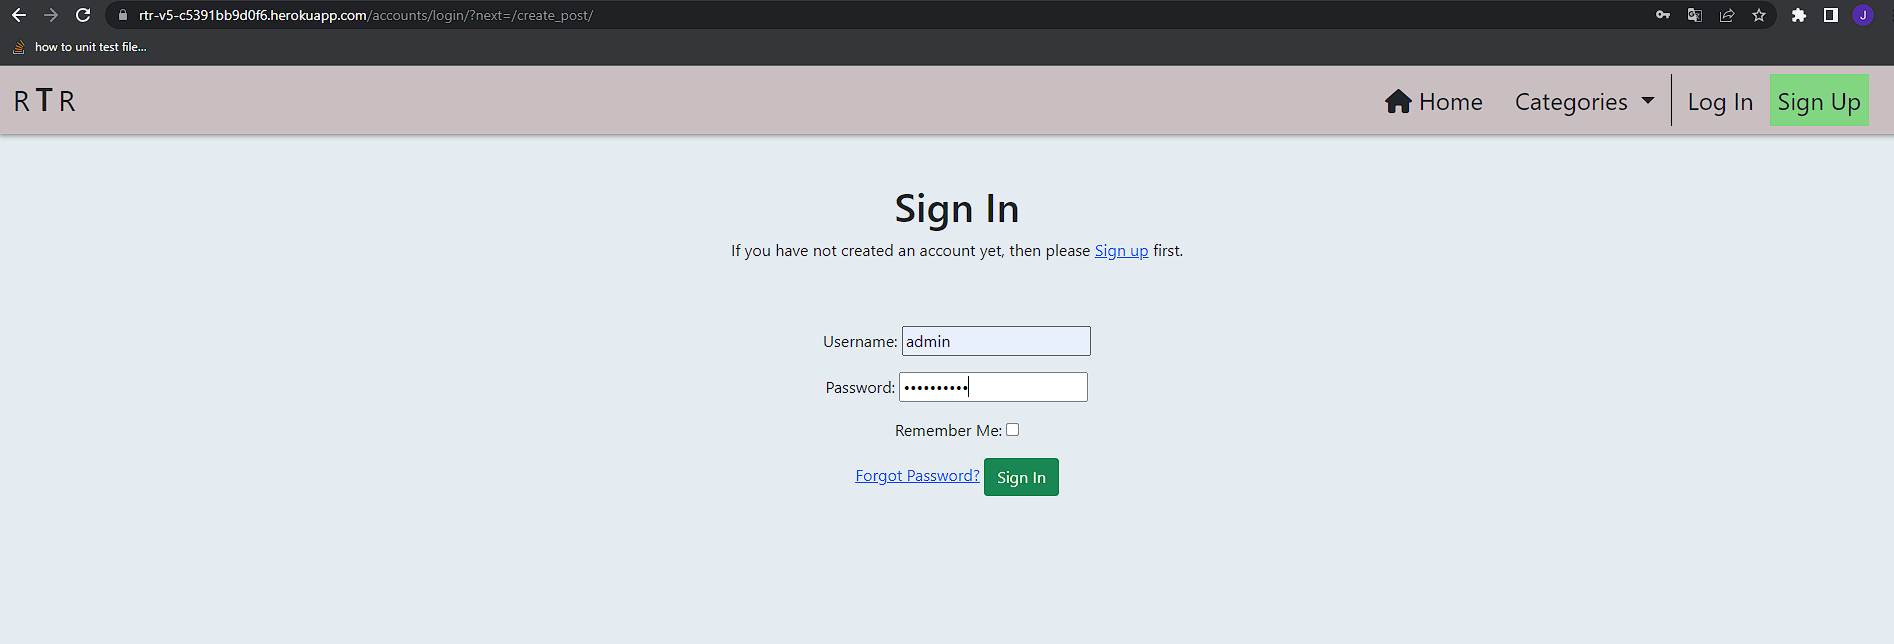 rtr-v5-c5391bb9d0f6.herokuapp.com/accounts/login/?next=/create_post/
J
how to unit test file...
R T R
Home Categories Log In Sign Up
Sign In
If you have not created an account yet, then please Sign up first.
Username: admin
Password: ••••••••••
Remember Me:
Forgot Password? Sign In